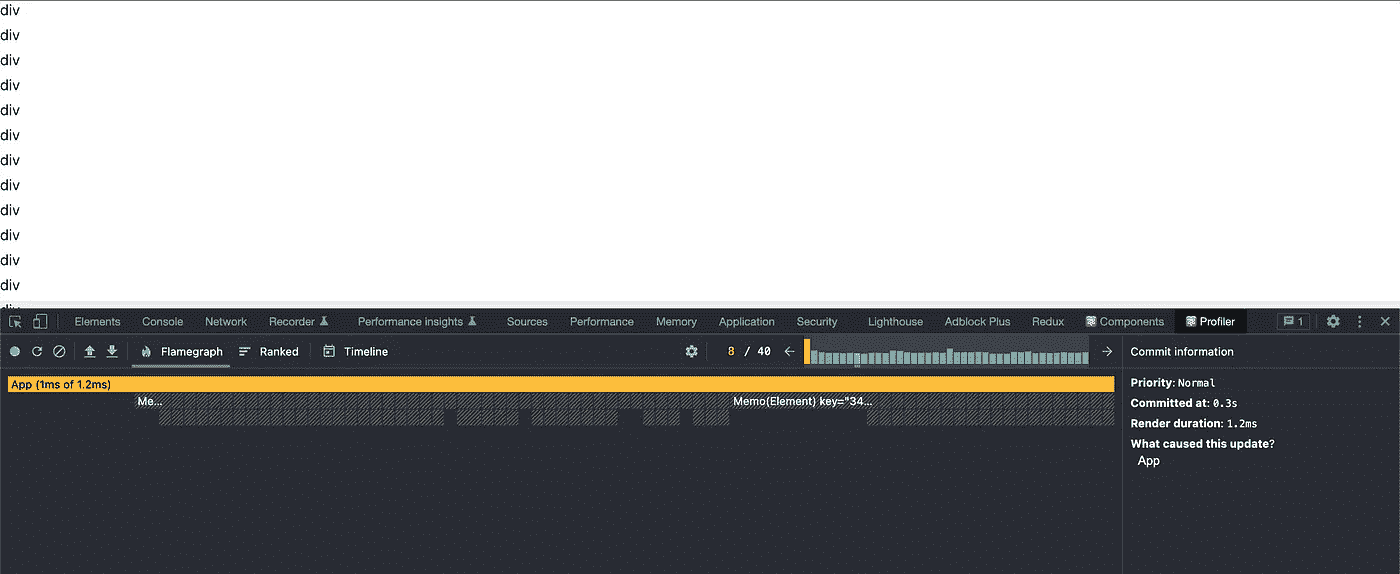 div
div
div
div
div
div
div
div
div
div
div
div
div
Elements Console Network Recorder Performance insights Sources Performance Memory Application Security Lighthouse Adblock Plus Redux Components Profiler 1
Flamegraph Ranked Timeline 8 / 40 Commit information
App (1ms of 1.2ms)
Me... Memo(Element) key="34...
Priority: Normal
Committed at: 0.3s
Render duration: 1.2ms
What caused this update?
App